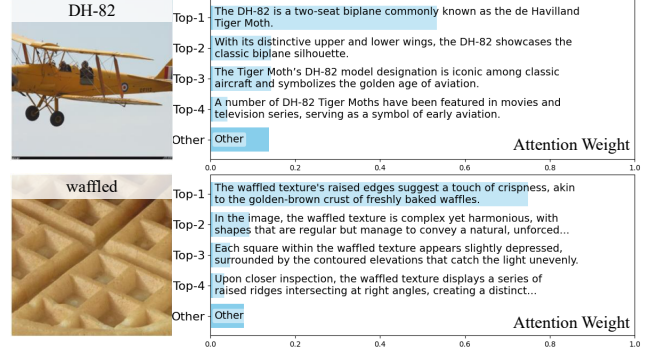 DH-82
Top-1
The DH-82 is a two-seat biplane commonly known as the de Havilland
Tiger Moth.
Top-2
With its distinctive upper and lower wings, the DH-82 showcases the
classic biplane silhouette.
Top-3
The Tiger Moth's DH-82 model designation is iconic among classic
aircraft and symbolizes the golden age of aviation.
Top-4
A number of DH-82 Tiger Moths have been featured in movies and
television series, serving as a symbol of early aviation.
Other
Other
Attention Weight
0.0 0.2 0.4 0.6 0.8 1.0
waffled
Top-1
The waffled texture's raised edges suggest a touch of crispness, akin
to the golden-brown crust of freshly baked waffles.
Top-2
In the image, the waffled texture is complex yet harmonious, with
shapes that are regular but manage to convey a natural, unforced...
Top-3
Each square within the waffled texture appears slightly depressed,
surrounded by the contoured elevations that catch the light unevenly.
Top-4
Upon closer inspection, the waffled texture displays a series of
raised ridges intersecting at right angles, creating a distinct...
Other
Other
Attention Weight
0.0 0.2 0.4 0.6 0.8 1.0